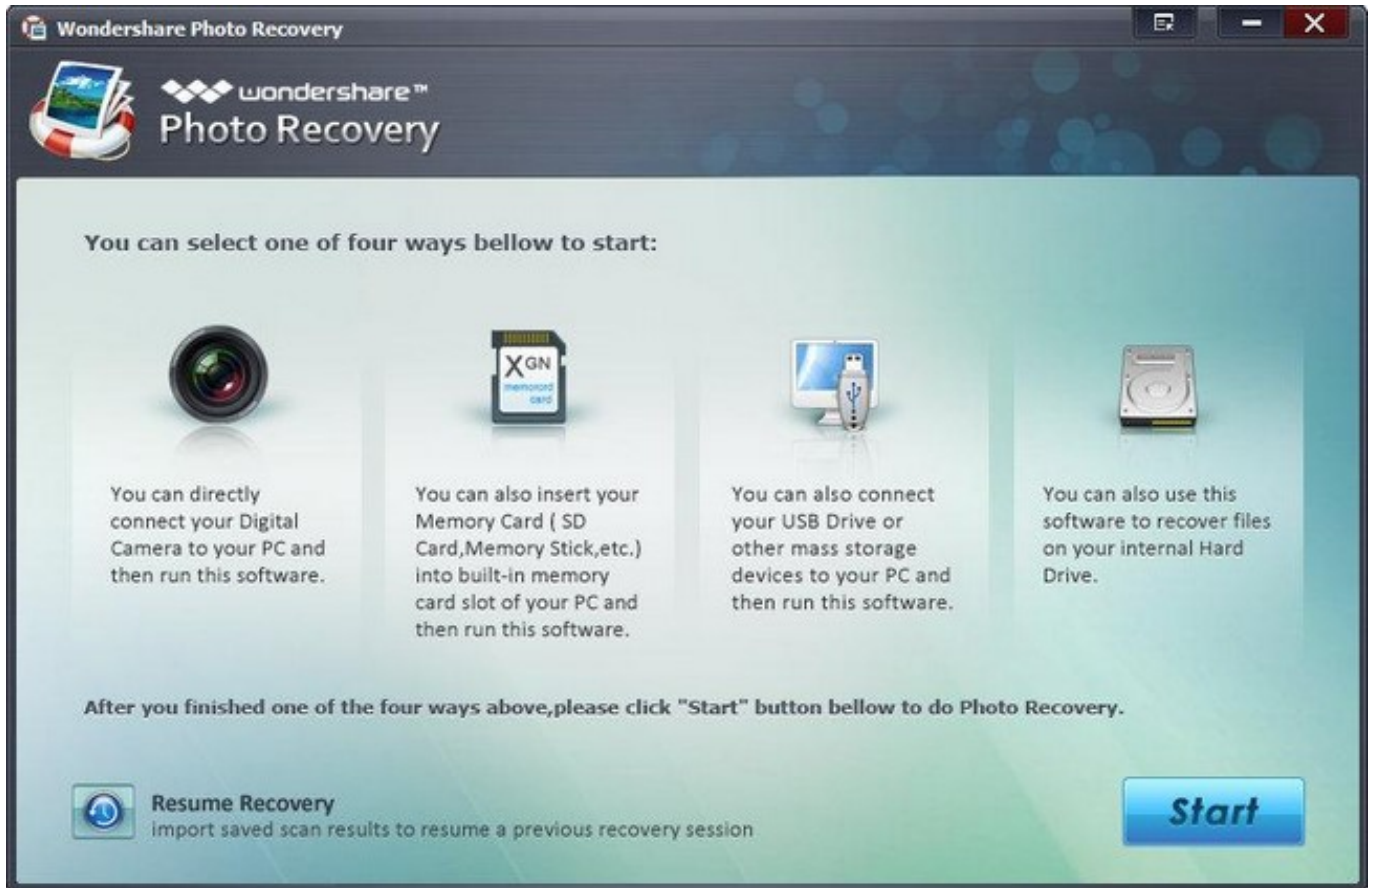 Wondershare Photo Recovery
wondershare™
Photo Recovery
You can select one of four ways bellow to start:
XGN
memorord
card
You can directly
connect your Digital
Camera to your PC and
then run this software.
You can also insert your
Memory Card ( SD
Card,Memory Stick,etc.)
into built-in memory
card slot of your PC and
then run this software.
You can also connect
your USB Drive or
other mass storage
devices to your PC and
then run this software.
You can also use this
software to recover files
on your internal Hard
Drive.
After you finished one of the four ways above,please click "Start" button bellow to do Photo Recovery.
Resume Recovery
import saved scan results to resume a previous recovery session
Start